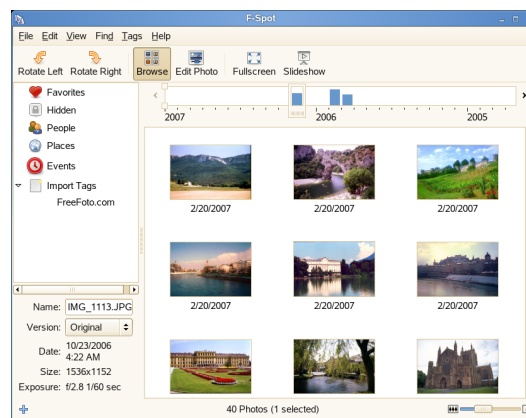 F-Spot
File Edit View Find Tags Help
Rotate Left Rotate Right Browse Edit Photo Fullscreen Slideshow
Favorites
Hidden
People
Places
Events
Import Tags
FreeFoto.com
2007 2006 2005
2/20/2007 2/20/2007 2/20/2007
2/20/2007 2/20/2007 2/20/2007
Name: IMG_1113.JPG
Version: Original
Date: 10/23/2006
4:22 AM
Size: 1536x1152
Exposure: f/2.8 1/60 sec
40 Photos (1 selected)